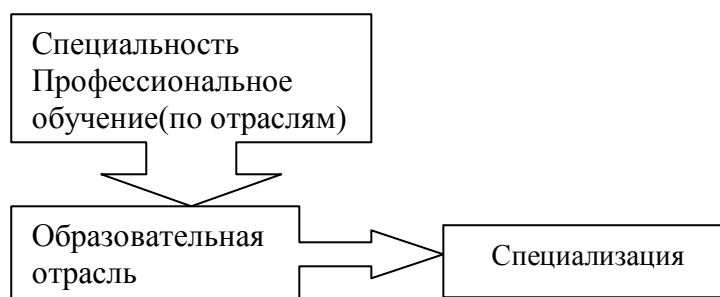 Специальность
Профессиональное
обучение(по отраслям)
Образовательная
отрасль
Специализация